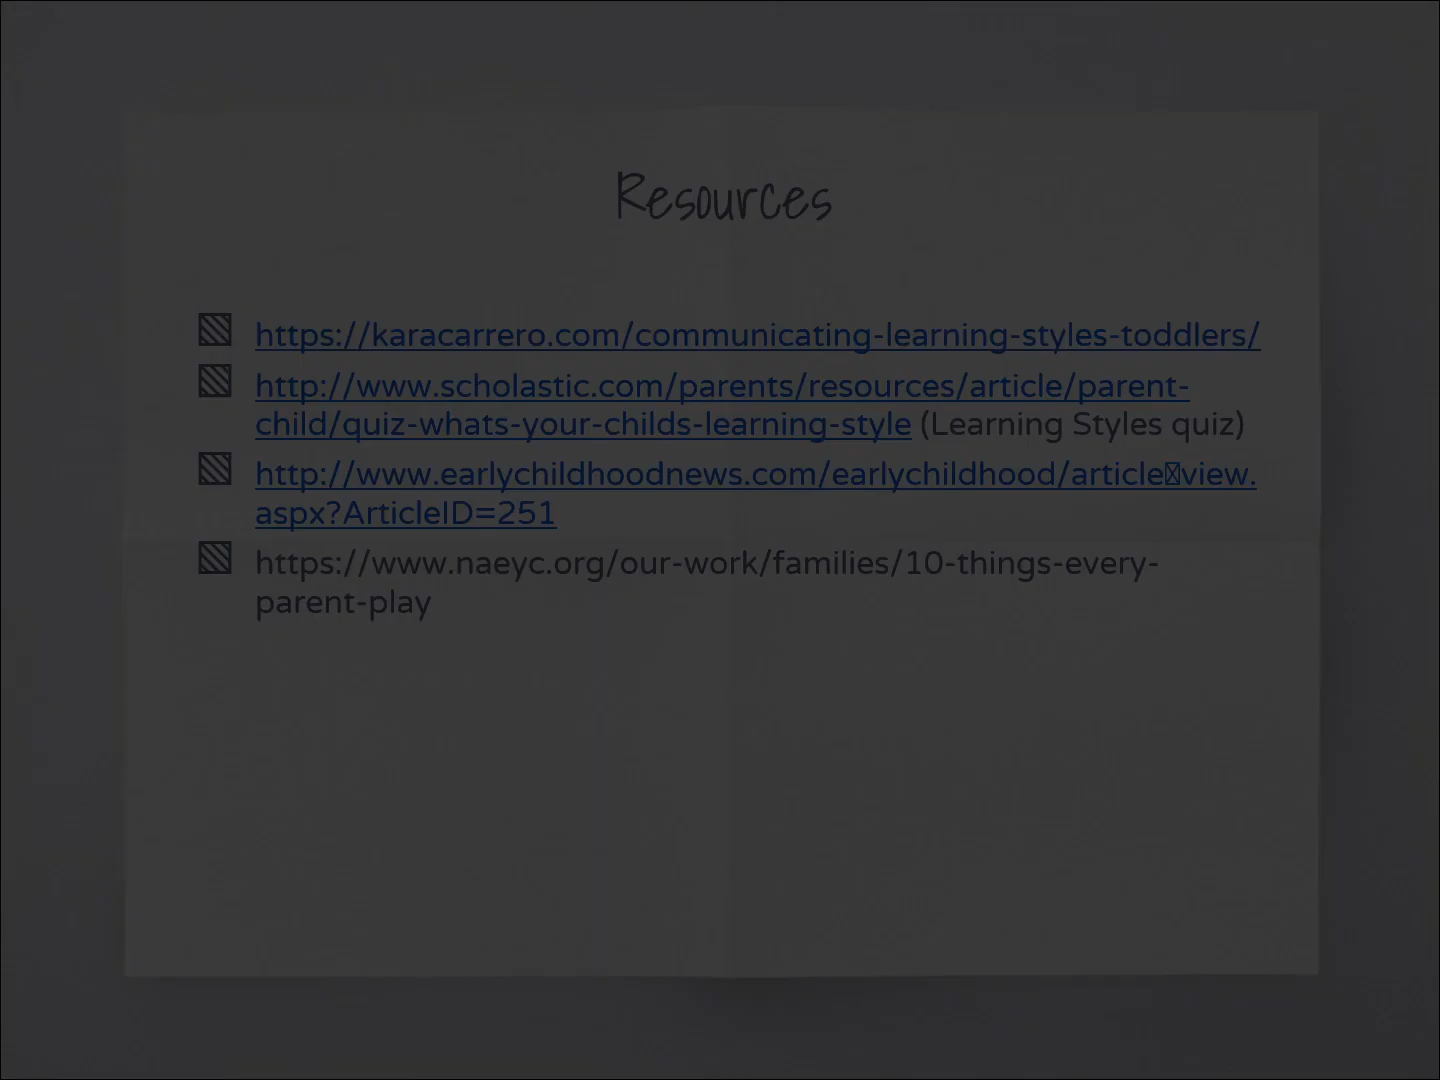 Resources
https://karacarrero.com/communicating-learning-styles-toddlers/
http://www.scholastic.com/parents/resources/article/parent-
child/quiz-whats-your-childs-learning-style (Learning Styles quiz)
http://www.earlychildhoodnews.com/earlychildhood/article▯view.
aspx?ArticleID=251
https://www.naeyc.org/our-work/families/10-things-every-
parent-play